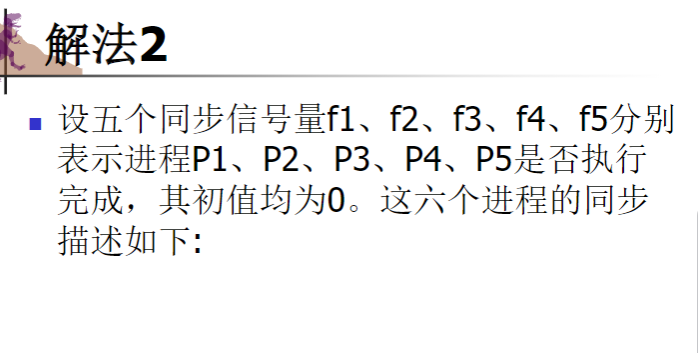 解法2
设五个同步信号量f1、f2、f3、f4、f5分别
表示进程P1、P2、P3、P4、P5是否执行
完成，其初值均为0。这六个进程的同步
描述如下: